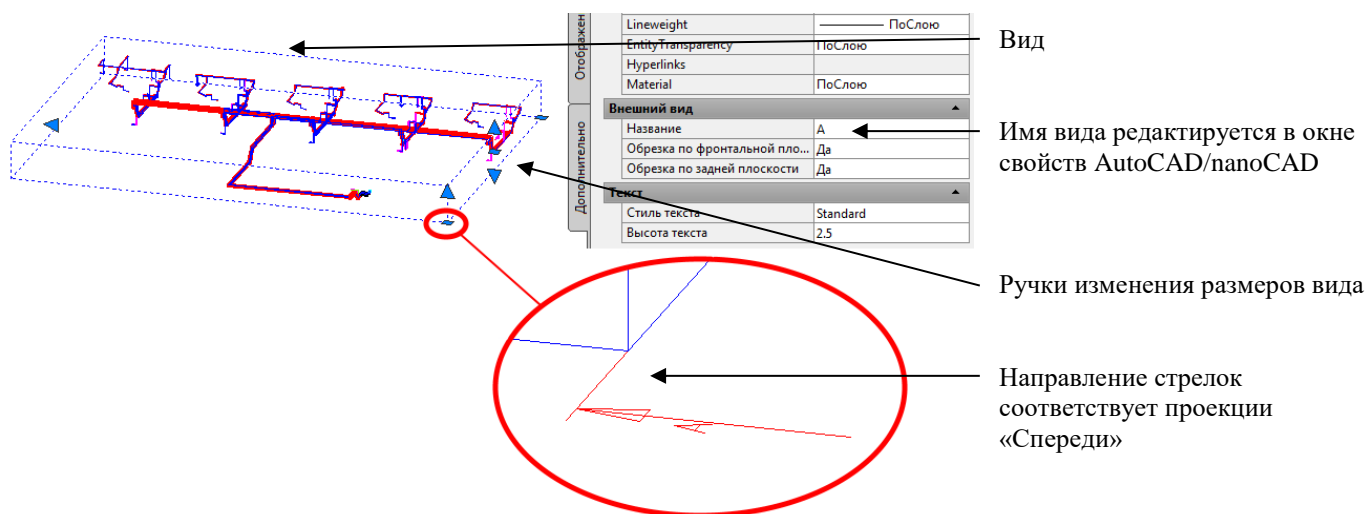 Отображен
Дополнительно
Lineweight ПоСлою
EntityTransparency ПоСлою
Hyperlinks
Material ПоСлою
Внешний вид
Название A
Обрезка по фронтальной пло... Да
Обрезка по задней плоскости Да
Текст
Стиль текста Standard
Высота текста 2.5
Вид
Имя вида редактируется в окне
свойств AutoCAD/nanoCAD
Ручки изменения размеров вида
Направление стрелок
соответствует проекции
«Спереди»
A